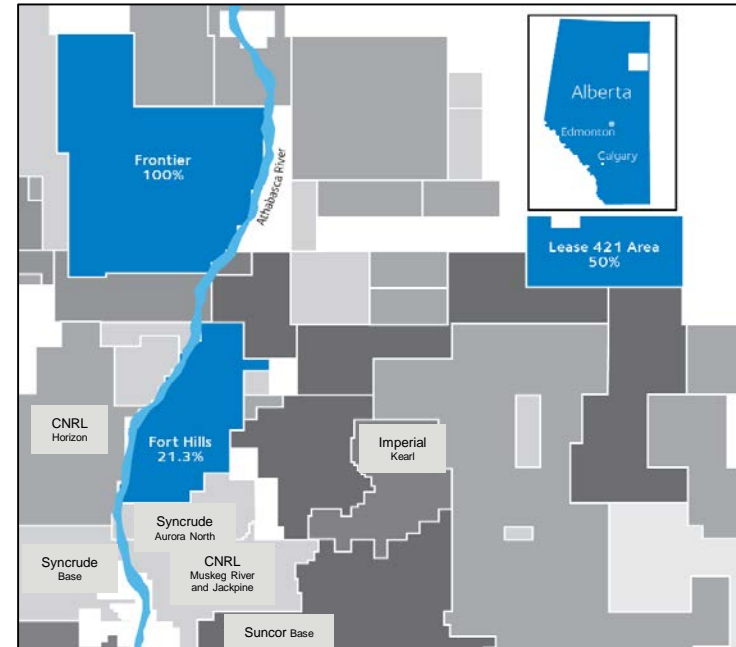 Alberta
Edmonton
Calgary
Frontier
100%
Athabasca River
Lease 421 Area
50%
CNRL
Horizon
Fort Hills
21.3%
Imperial
Kearl
Syncrude
Aurora North
Syncrude
Base
CNRL
Muskeg River
and Jackpine
Suncor Base